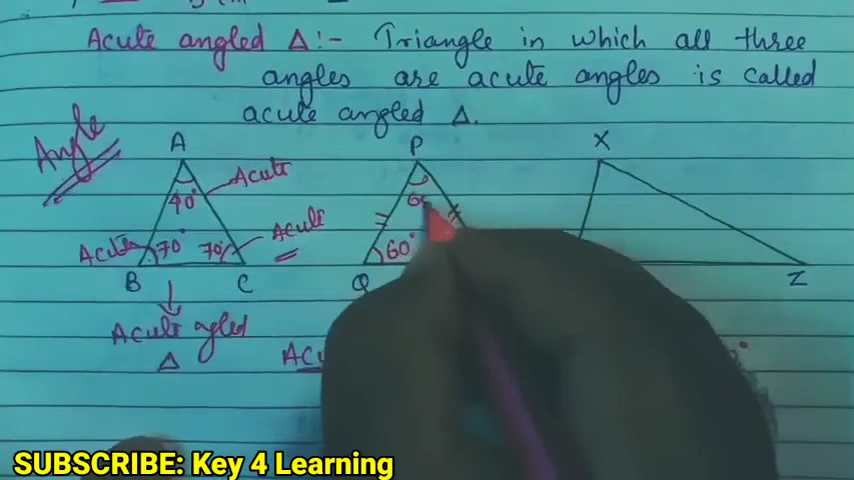 Acute angled Δ:- Triangle in which all three
angles are acute angles is called
acute angled Δ.
Angle
A
P
X
40°
Acute
60°
Acute
70°
70°
Acute
B
C
Q
Z
Acute agled
Δ
SUBSCRIBE: Key 4 Learning